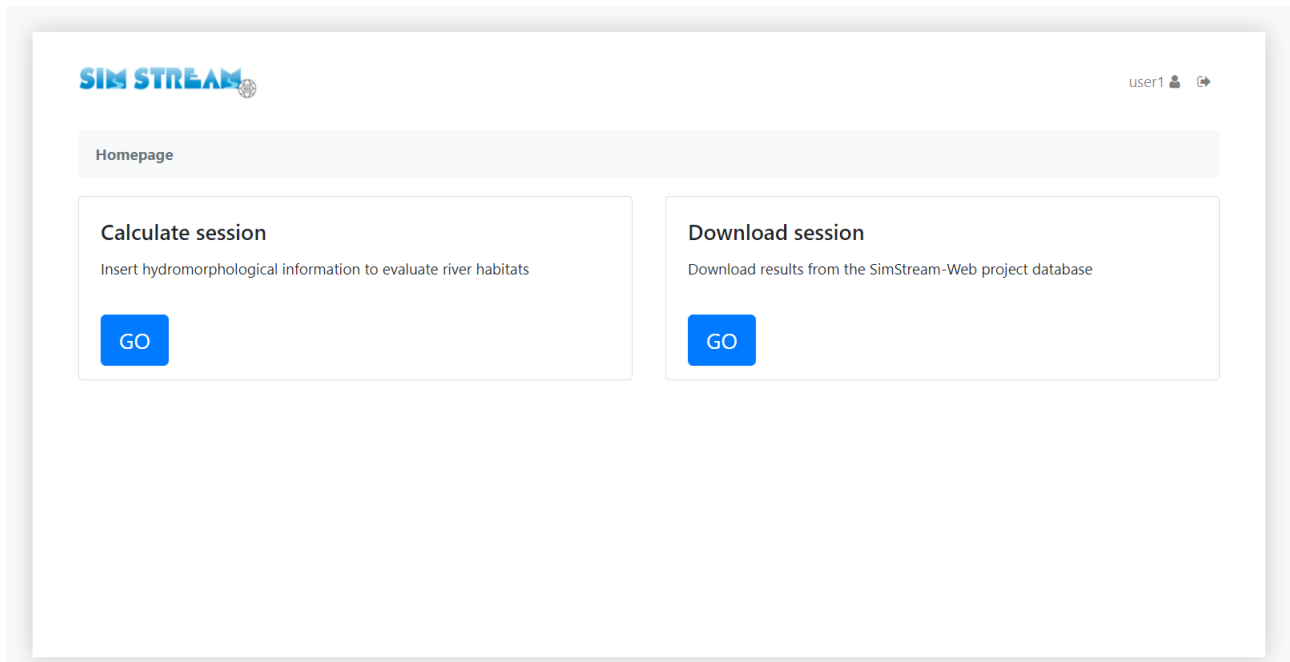 SIM STREAM
user1
Homepage
Calculate session
Insert hydromorphological information to evaluate river habitats
GO
Download session
Download results from the SimStream-Web project database
GO